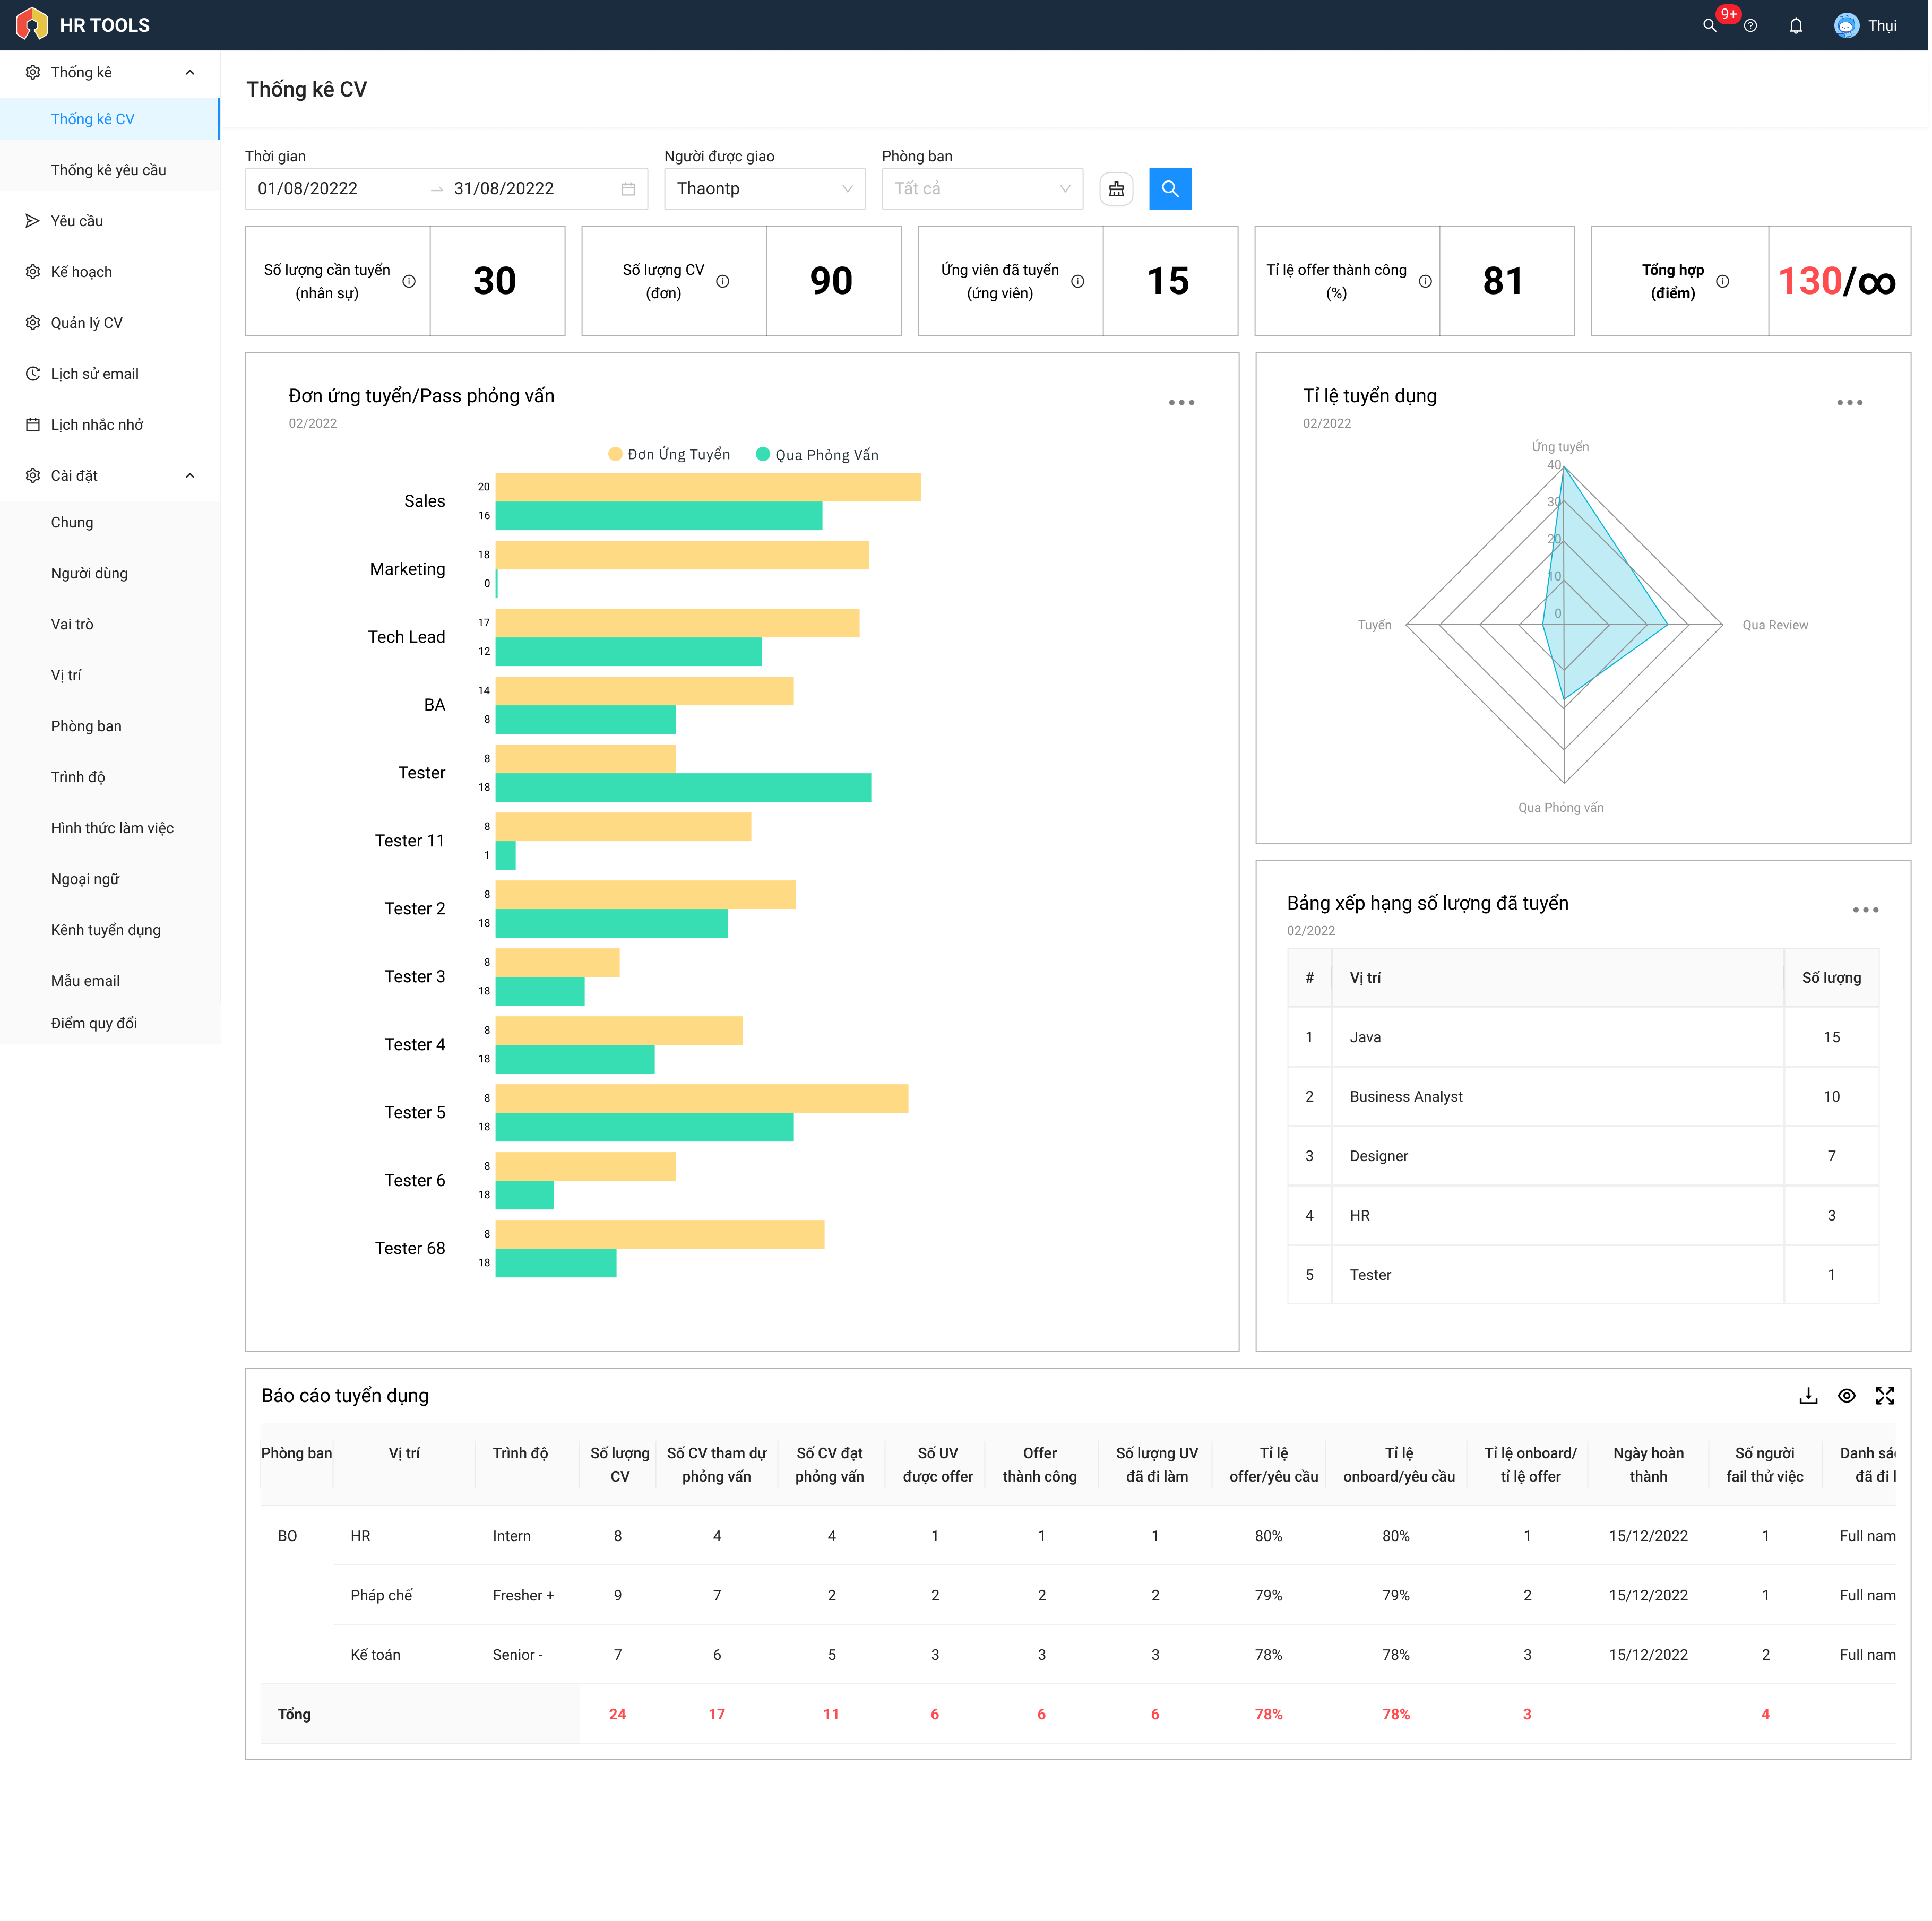 HR TOOLS
9+
Thụi
Thống kê
Thống kê CV
Thống kê yêu cầu
Yêu cầu
Kế hoạch
Quản lý CV
Lịch sử email
Lịch nhắc nhở
Cài đặt
Chung
Người dùng
Vai trò
Vị trí
Phòng ban
Trình độ
Hình thức làm việc
Ngoại ngữ
Kênh tuyển dụng
Mẫu email
Điểm quy đổi
Thống kê CV
Thời gian
01/08/20222
31/08/20222
Người được giao
Thaontp
Phòng ban
Tất cả
Số lượng cần tuyển
(nhân sự)
30
Số lượng CV
(đơn)
90
Ứng viên đã tuyển
(ứng viên)
15
Tỉ lệ offer thành công
(%)
81
Tổng hợp
(điểm)
130/∞
Đơn ứng tuyển/Pass phỏng vấn
02/2022
Đơn Ứng Tuyển
Qua Phỏng Vấn
Sales
20
16
Marketing
18
0
Tech Lead
17
12
BA
14
8
Tester
8
18
Tester 11
8
1
Tester 2
8
18
Tester 3
8
18
Tester 4
8
18
Tester 5
8
18
Tester 6
8
18
Tester 68
8
18
Tỉ lệ tuyển dụng
02/2022
Ứng tuyển
40
30
20
10
0
Tuyển
Qua Review
Qua Phỏng vấn
Bảng xếp hạng số lượng đã tuyển
02/2022
# Vị trí Số lượng
1 Java 15
2 Business Analyst 10
3 Designer 7
4 HR 3
5 Tester 1
Báo cáo tuyển dụng
Phòng ban Vị trí Trình độ Số lượng Số CV tham dự Số CV đạt Số UV Offer Số lượng UV Tỉ lệ Tỉ lệ Tỉ lệ onboard/ Ngày hoàn Số người Danh sác
CV phỏng vấn phỏng vấn được offer thành công đã đi làm offer/yêu cầu onboard/yêu cầu tỉ lệ offer thành fail thử việc đã đi l
BO HR Intern 8 4 4 1 1 1 80% 80% 1 15/12/2022 1 Full nam
Pháp chế Fresher + 9 7 2 2 2 2 79% 79% 2 15/12/2022 1 Full nam
Kế toán Senior - 7 6 5 3 3 3 78% 78% 3 15/12/2022 2 Full nam
Tổng 24 17 11 6 6 6 78% 78% 3 4